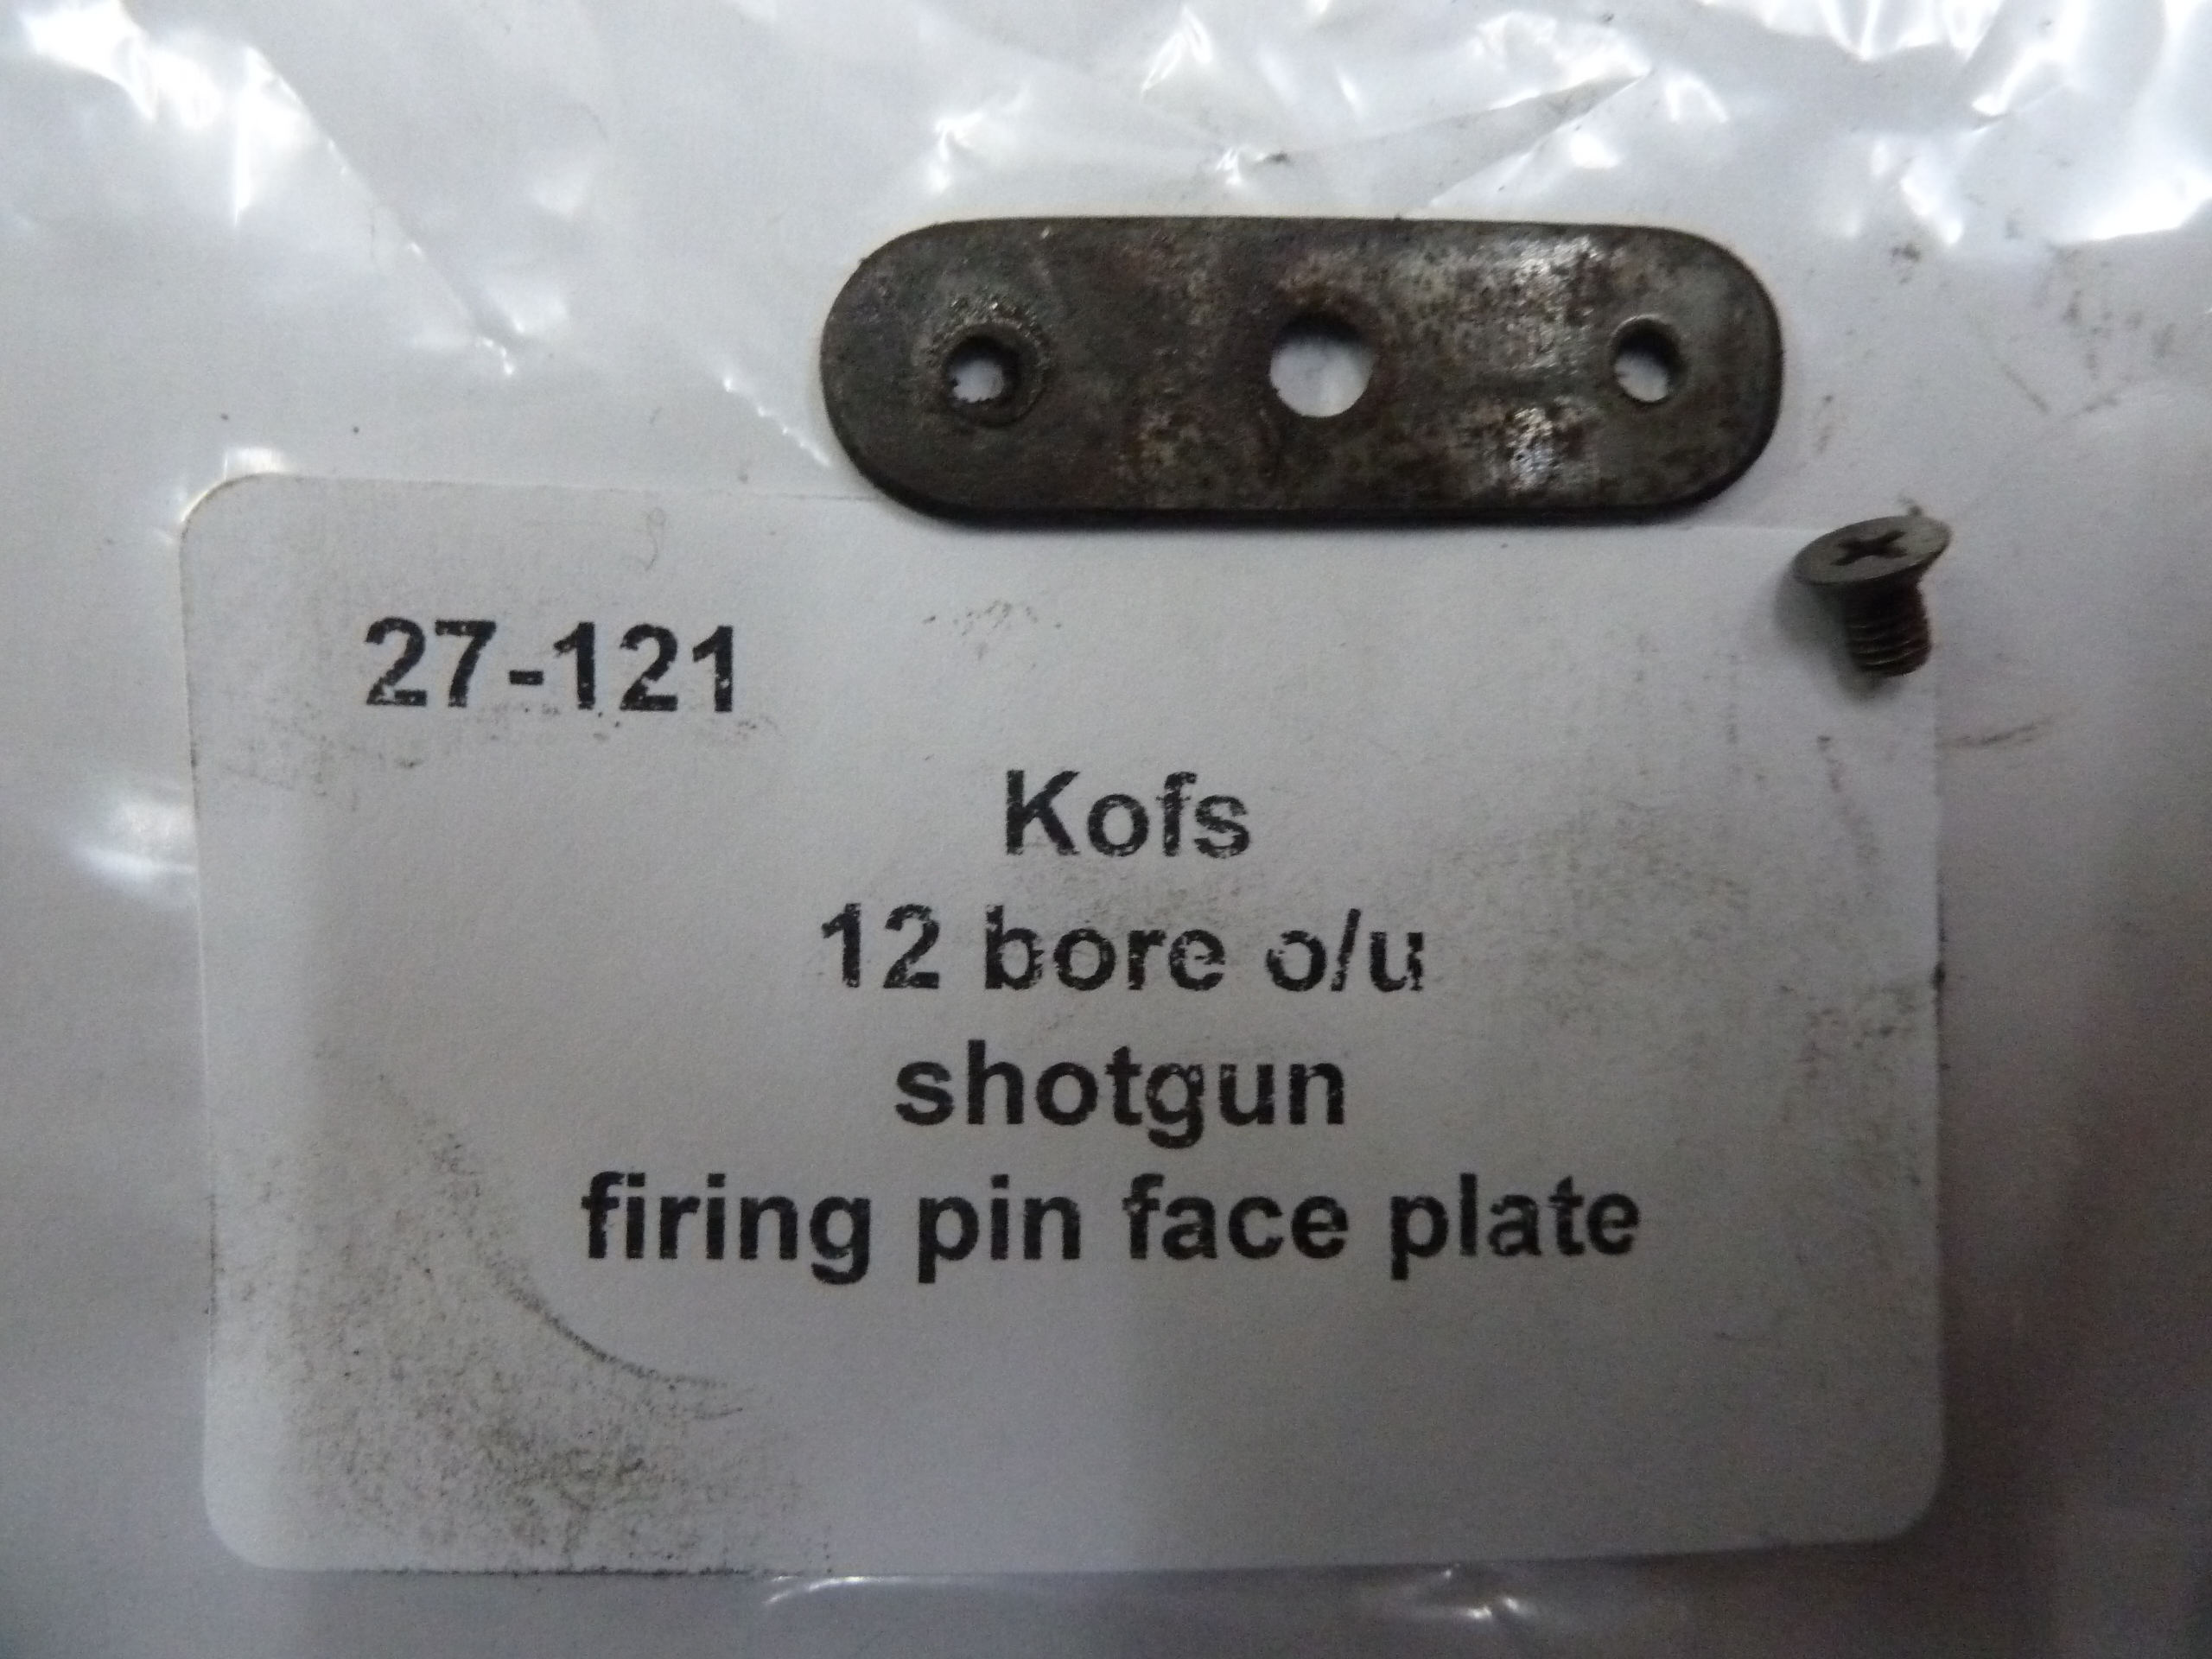 27-121
Kofs
12 bore o/u
shotgun
firing pin face plate